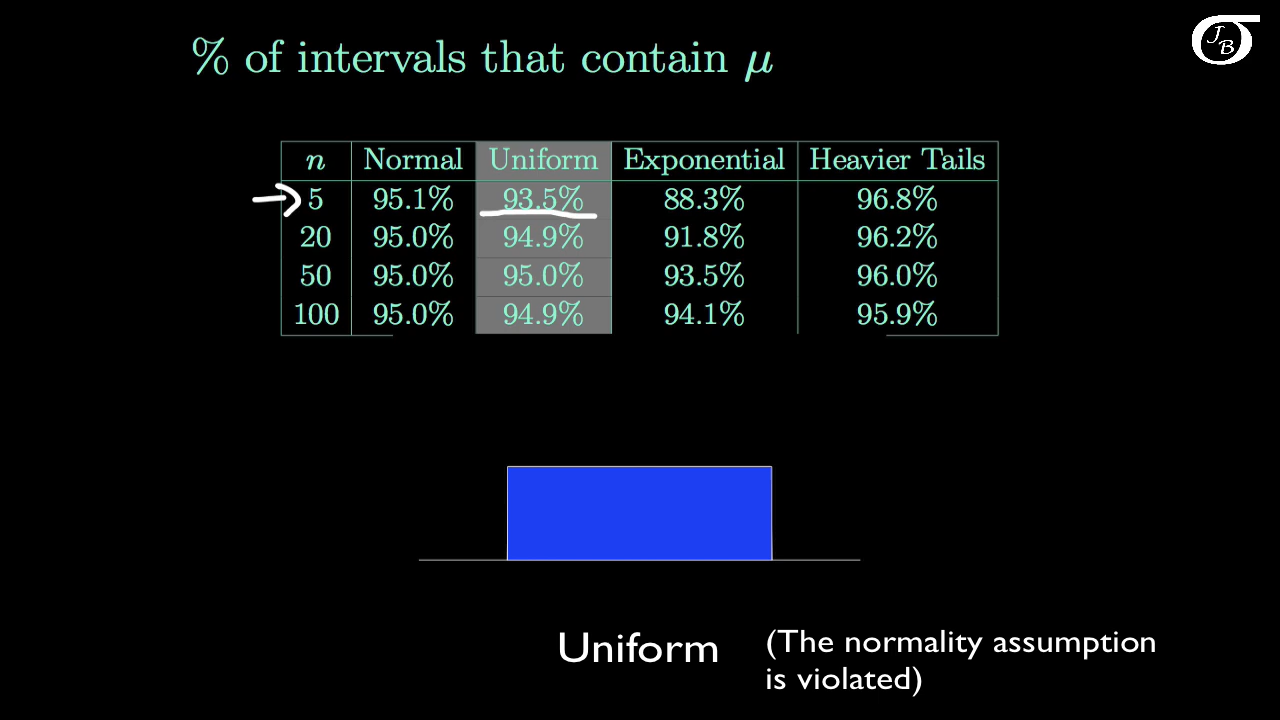 % of intervals that contain μ
JB
n Normal Uniform Exponential Heavier Tails
5 95.1% 93.5% 88.3% 96.8%
20 95.0% 94.9% 91.8% 96.2%
50 95.0% 95.0% 93.5% 96.0%
100 95.0% 94.9% 94.1% 95.9%
Uniform
(The normality assumption
is violated)